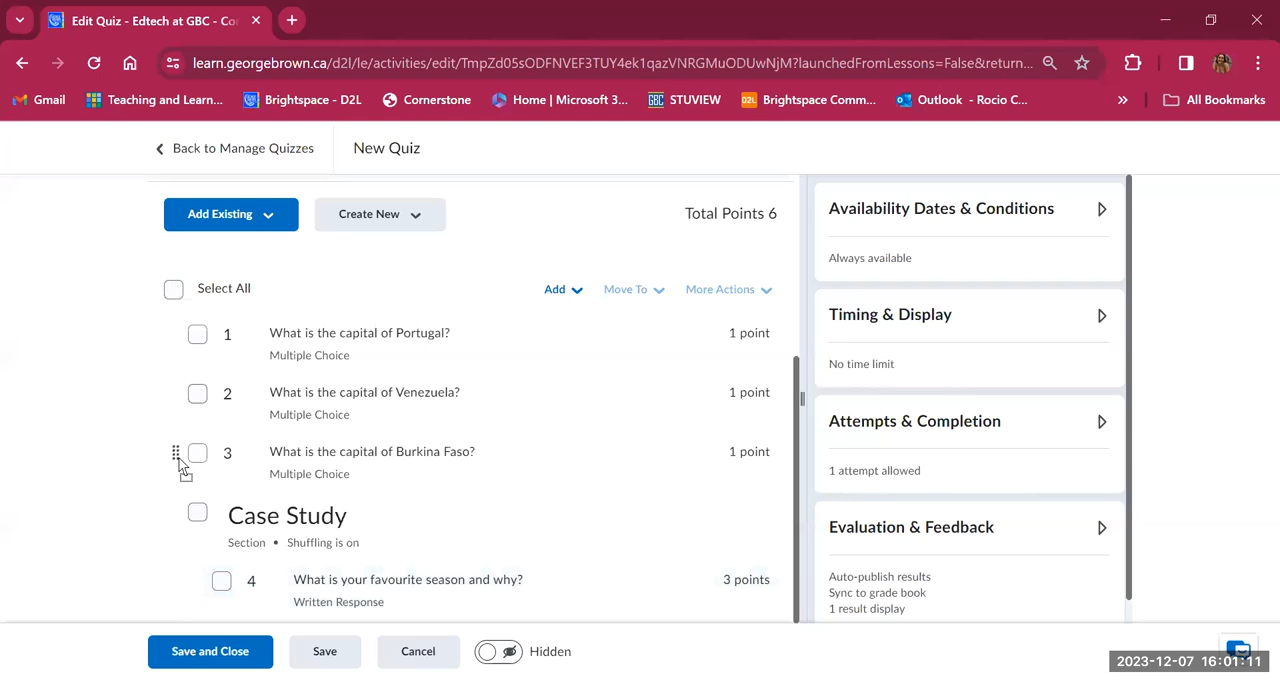 Edit Quiz - Edtech at GBC - Co
learn.georgebrown.ca/d2l/le/activities/edit/TmpZd05sODFNVEF3TUY4ek1qazVNRGMuODUwNjM?launchedFromLessons=False&return...
Gmail
Teaching and Learn...
Brightspace - D2L
Cornerstone
Home | Microsoft 3...
GBC STUVIEW
D2L Brightspace Comm...
Outlook - Rocio C...
All Bookmarks
Back to Manage Quizzes
New Quiz
Add Existing
Create New
Total Points 6
Select All
Add
Move To
More Actions
1 What is the capital of Portugal? 1 point
Multiple Choice
2 What is the capital of Venezuela? 1 point
Multiple Choice
3 What is the capital of Burkina Faso? 1 point
Multiple Choice
Case Study
Section • Shuffling is on
4 What is your favourite season and why? 3 points
Written Response
Availability Dates & Conditions
Always available
Timing & Display
No time limit
Attempts & Completion
1 attempt allowed
Evaluation & Feedback
Auto-publish results
Sync to grade book
1 result display
Save and Close
Save
Cancel
Hidden
2023-12-07 16:01:11